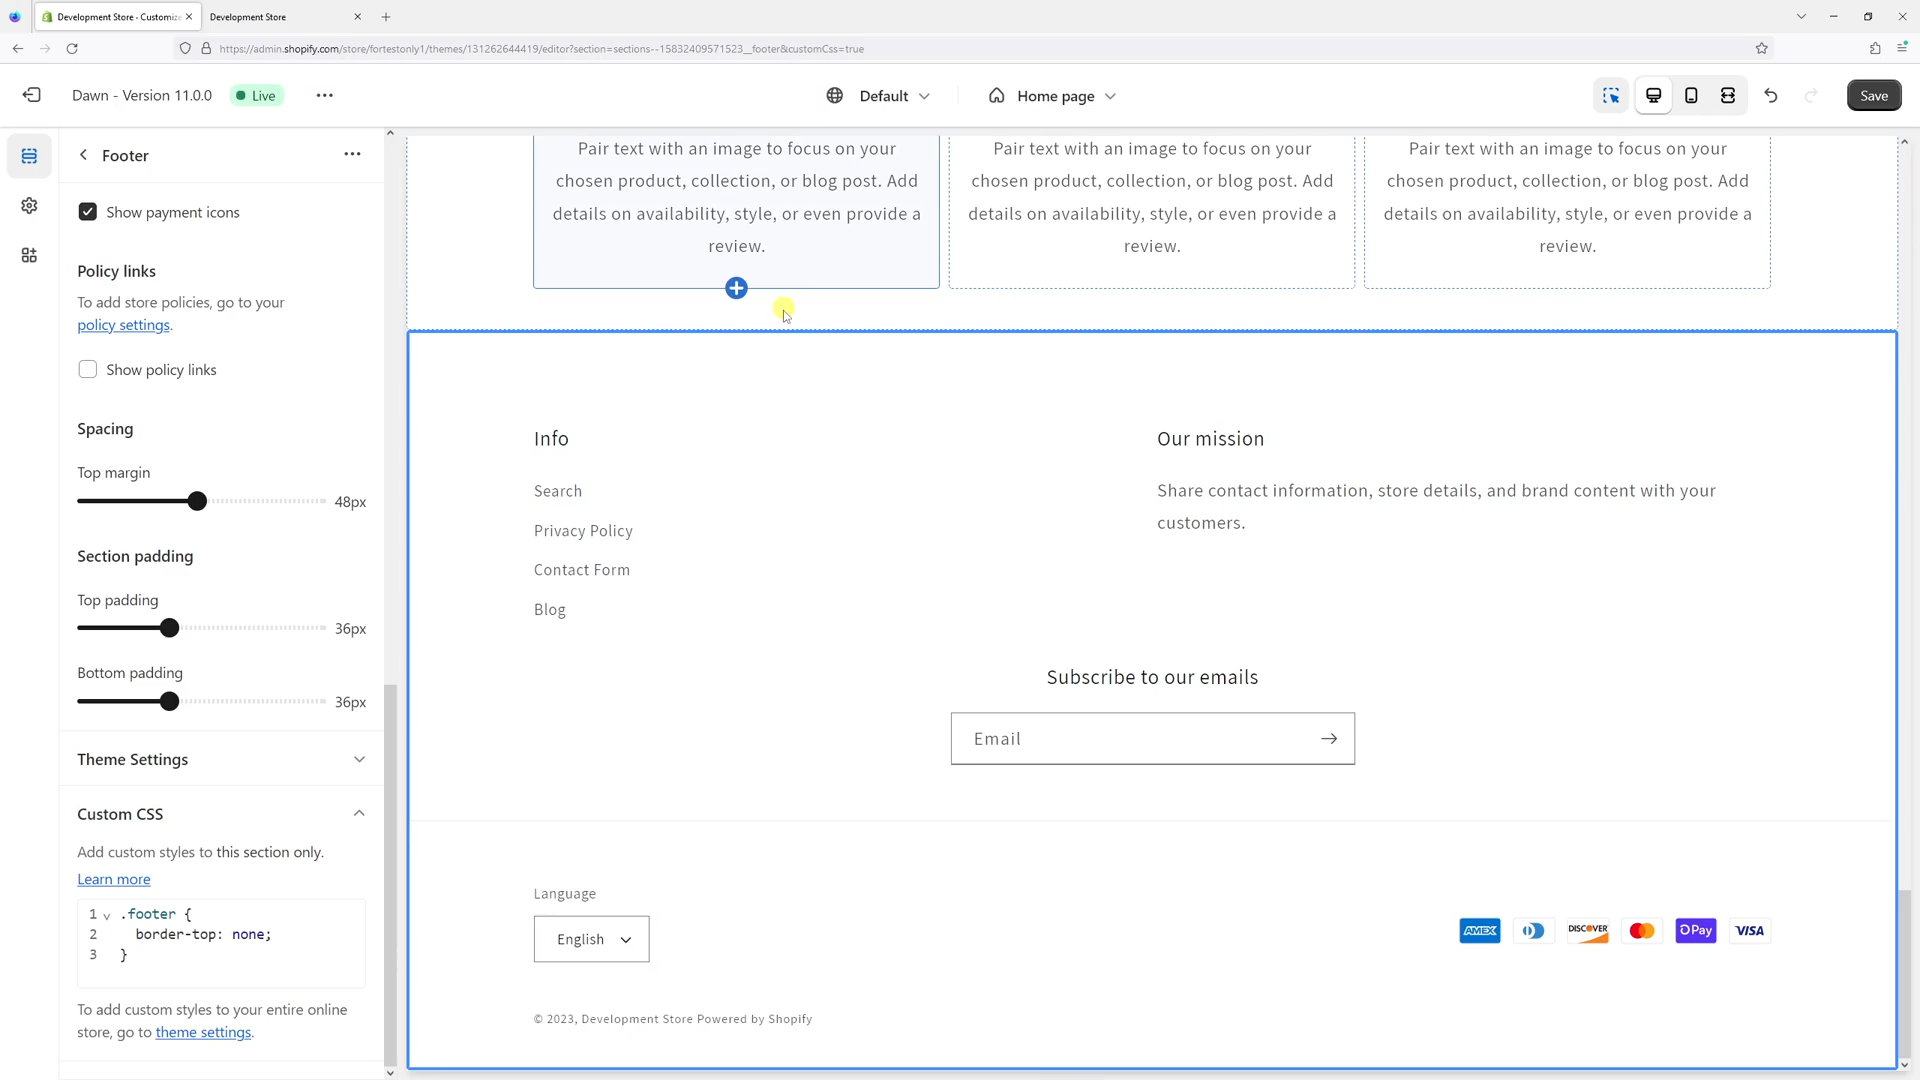 Development Store - Customize
Development Store
https://admin.shopify.com/store/fortestonly1/themes/131262644419/editor?section=sections--15832409571523__footer&customCss=true
Dawn - Version 11.0.0
Live
Default
Home page
Save
Footer
Show payment icons
Policy links
To add store policies, go to your
policy settings.
Show policy links
Spacing
Top margin
48px
Section padding
Top padding
36px
Bottom padding
36px
Theme Settings
Custom CSS
Add custom styles to this section only.
Learn more
1 .footer {
2 border-top: none;
3 }
To add custom styles to your entire online
store, go to theme settings.
Pair text with an image to focus on your
chosen product, collection, or blog post. Add
details on availability, style, or even provide a
review.
Pair text with an image to focus on your
chosen product, collection, or blog post. Add
details on availability, style, or even provide a
review.
Pair text with an image to focus on your
chosen product, collection, or blog post. Add
details on availability, style, or even provide a
review.
Info
Search
Privacy Policy
Contact Form
Blog
Our mission
Share contact information, store details, and brand content with your
customers.
Subscribe to our emails
Email
Language
English
AMEX
DISCOVER
Pay
VISA
© 2023, Development Store Powered by Shopify